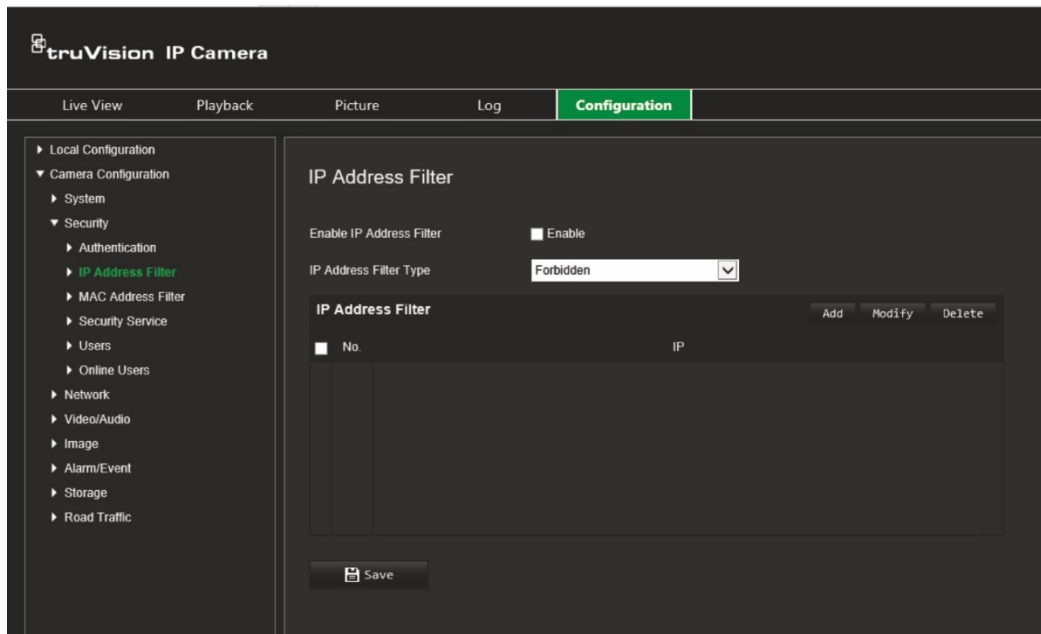 truVision IP Camera
Live View Playback Picture Log Configuration
Local Configuration
Camera Configuration
System
Security
Authentication
IP Address Filter
MAC Address Filter
Security Service
Users
Online Users
Network
Video/Audio
Image
Alarm/Event
Storage
Road Traffic
IP Address Filter
Enable IP Address Filter Enable
IP Address Filter Type Forbidden
IP Address Filter Add Modify Delete
No. IP
Save